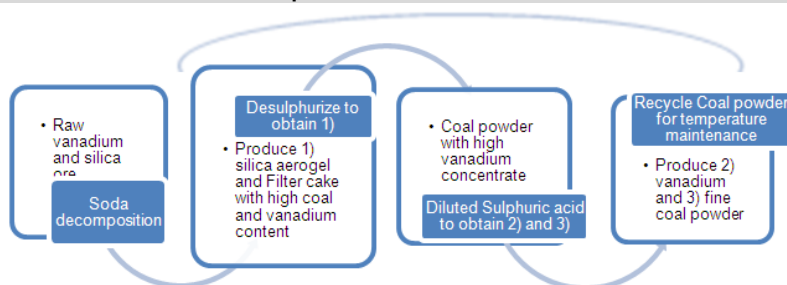 • Raw
vanadium
and silica
ore
Soda
decomposition
Desulphurize to
obtain 1)
• Produce 1)
silica aerogel
and Filter cake
with high coal
and vanadium
content
• Coal powder
with high
vanadium
concentrate
Diluted Sulphuric acid
to obtain 2) and 3)
Recycle Coal powder
for temperature
maintenance
• Produce 2)
vanadium
and 3) fine
coal powder